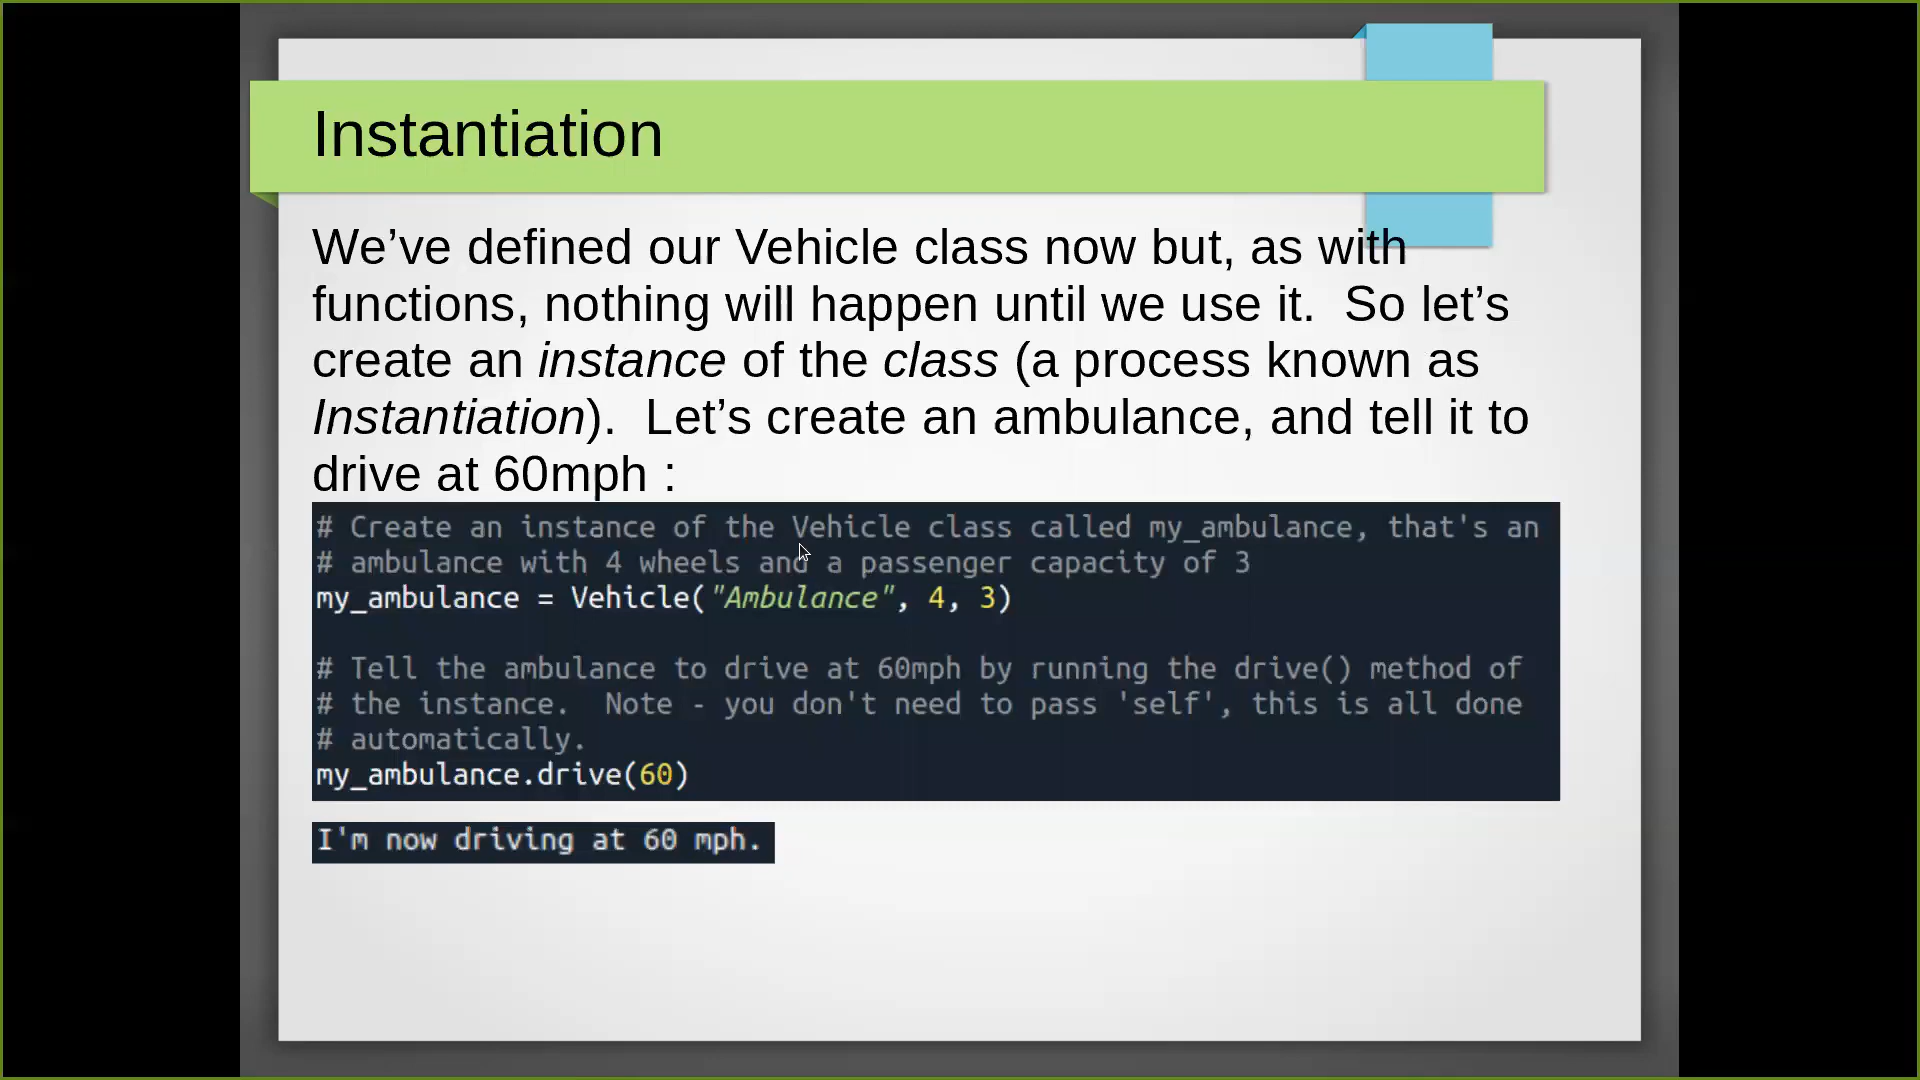 Instantiation
We’ve defined our Vehicle class now but, as with
functions, nothing will happen until we use it.  So let’s
create an instance of the class (a process known as
Instantiation).  Let’s create an ambulance, and tell it to
drive at 60mph :
# Create an instance of the Vehicle class called my_ambulance, that's an
# ambulance with 4 wheels and a passenger capacity of 3
my_ambulance = Vehicle("Ambulance", 4, 3)
# Tell the ambulance to drive at 60mph by running the drive() method of
# the instance.  Note - you don't need to pass 'self', this is all done
# automatically.
my_ambulance.drive(60)
I'm now driving at 60 mph.